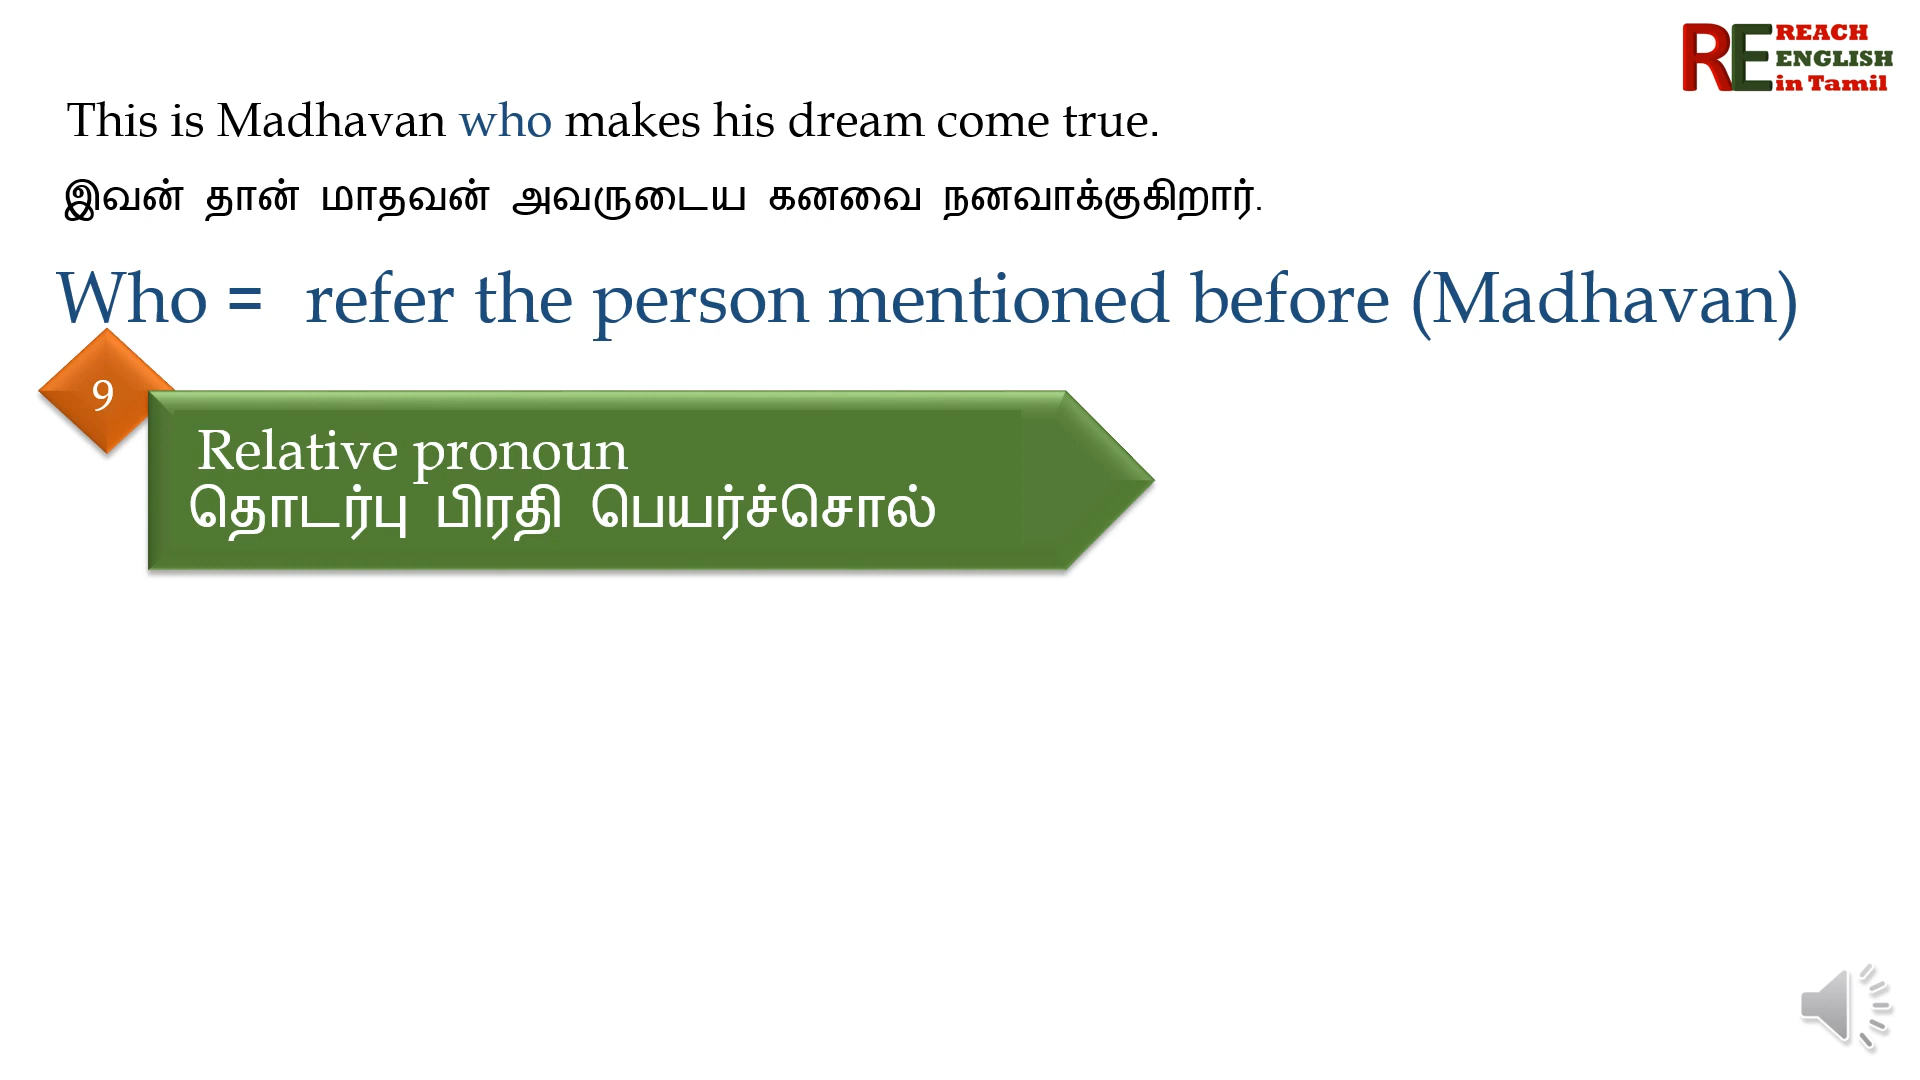 RE REACH
ENGLISH
in Tamil
This is Madhavan who makes his dream come true.
இவன் தான் மாதவன் அவருடைய கனவை நனவாக்குகிறார்.
Who = refer the person mentioned before (Madhavan)
9
Relative pronoun
தொடர்பு பிரதி பெயர்ச்சொல்